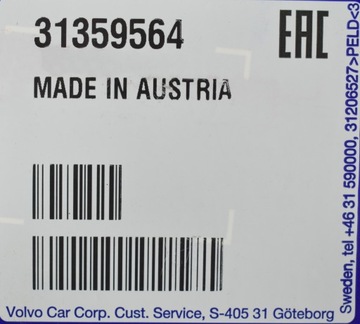 31359564
EAC
MADE IN AUSTRIA
Volvo Car Corp. Cust. Service, S-405 31 Göteborg
Sweden, tel +46 31 590000, 31206527>PELD<3